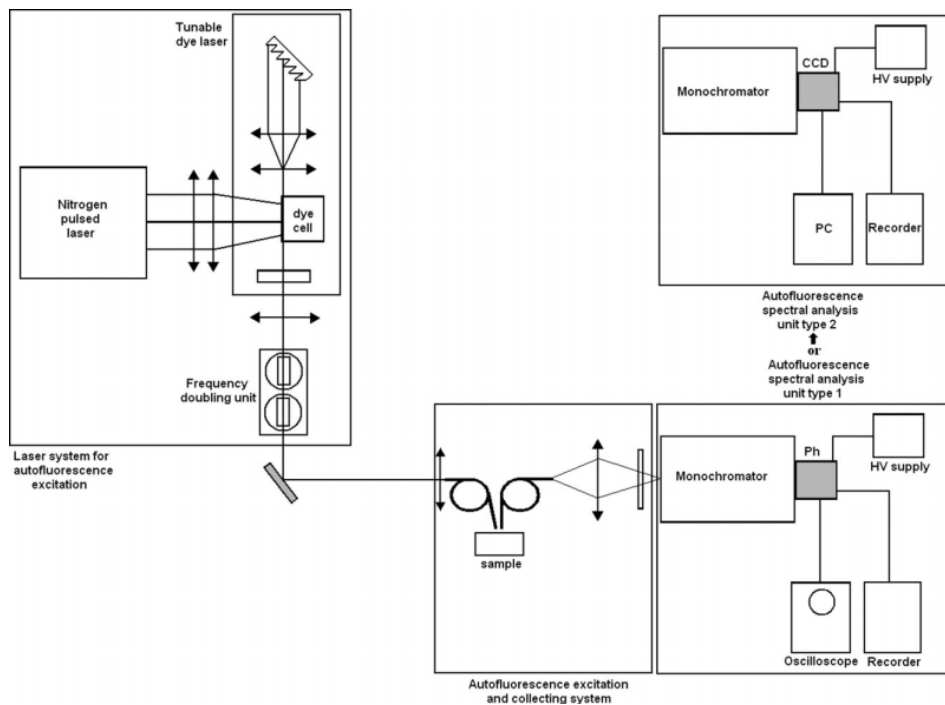 Tunable
dye laser
Nitrogen
pulsed
laser
dye
cell
Frequency
doubling unit
Laser system for
autofluorescence
excitation
Monochromator
CCD
HV supply
PC
Recorder
Autofluorescence
spectral analysis
unit type 2
or
Autofluorescence
spectral analysis
unit type 1
Monochromator
Ph
HV supply
Oscilloscope
Recorder
sample
Autofluorescence excitation
and collecting system